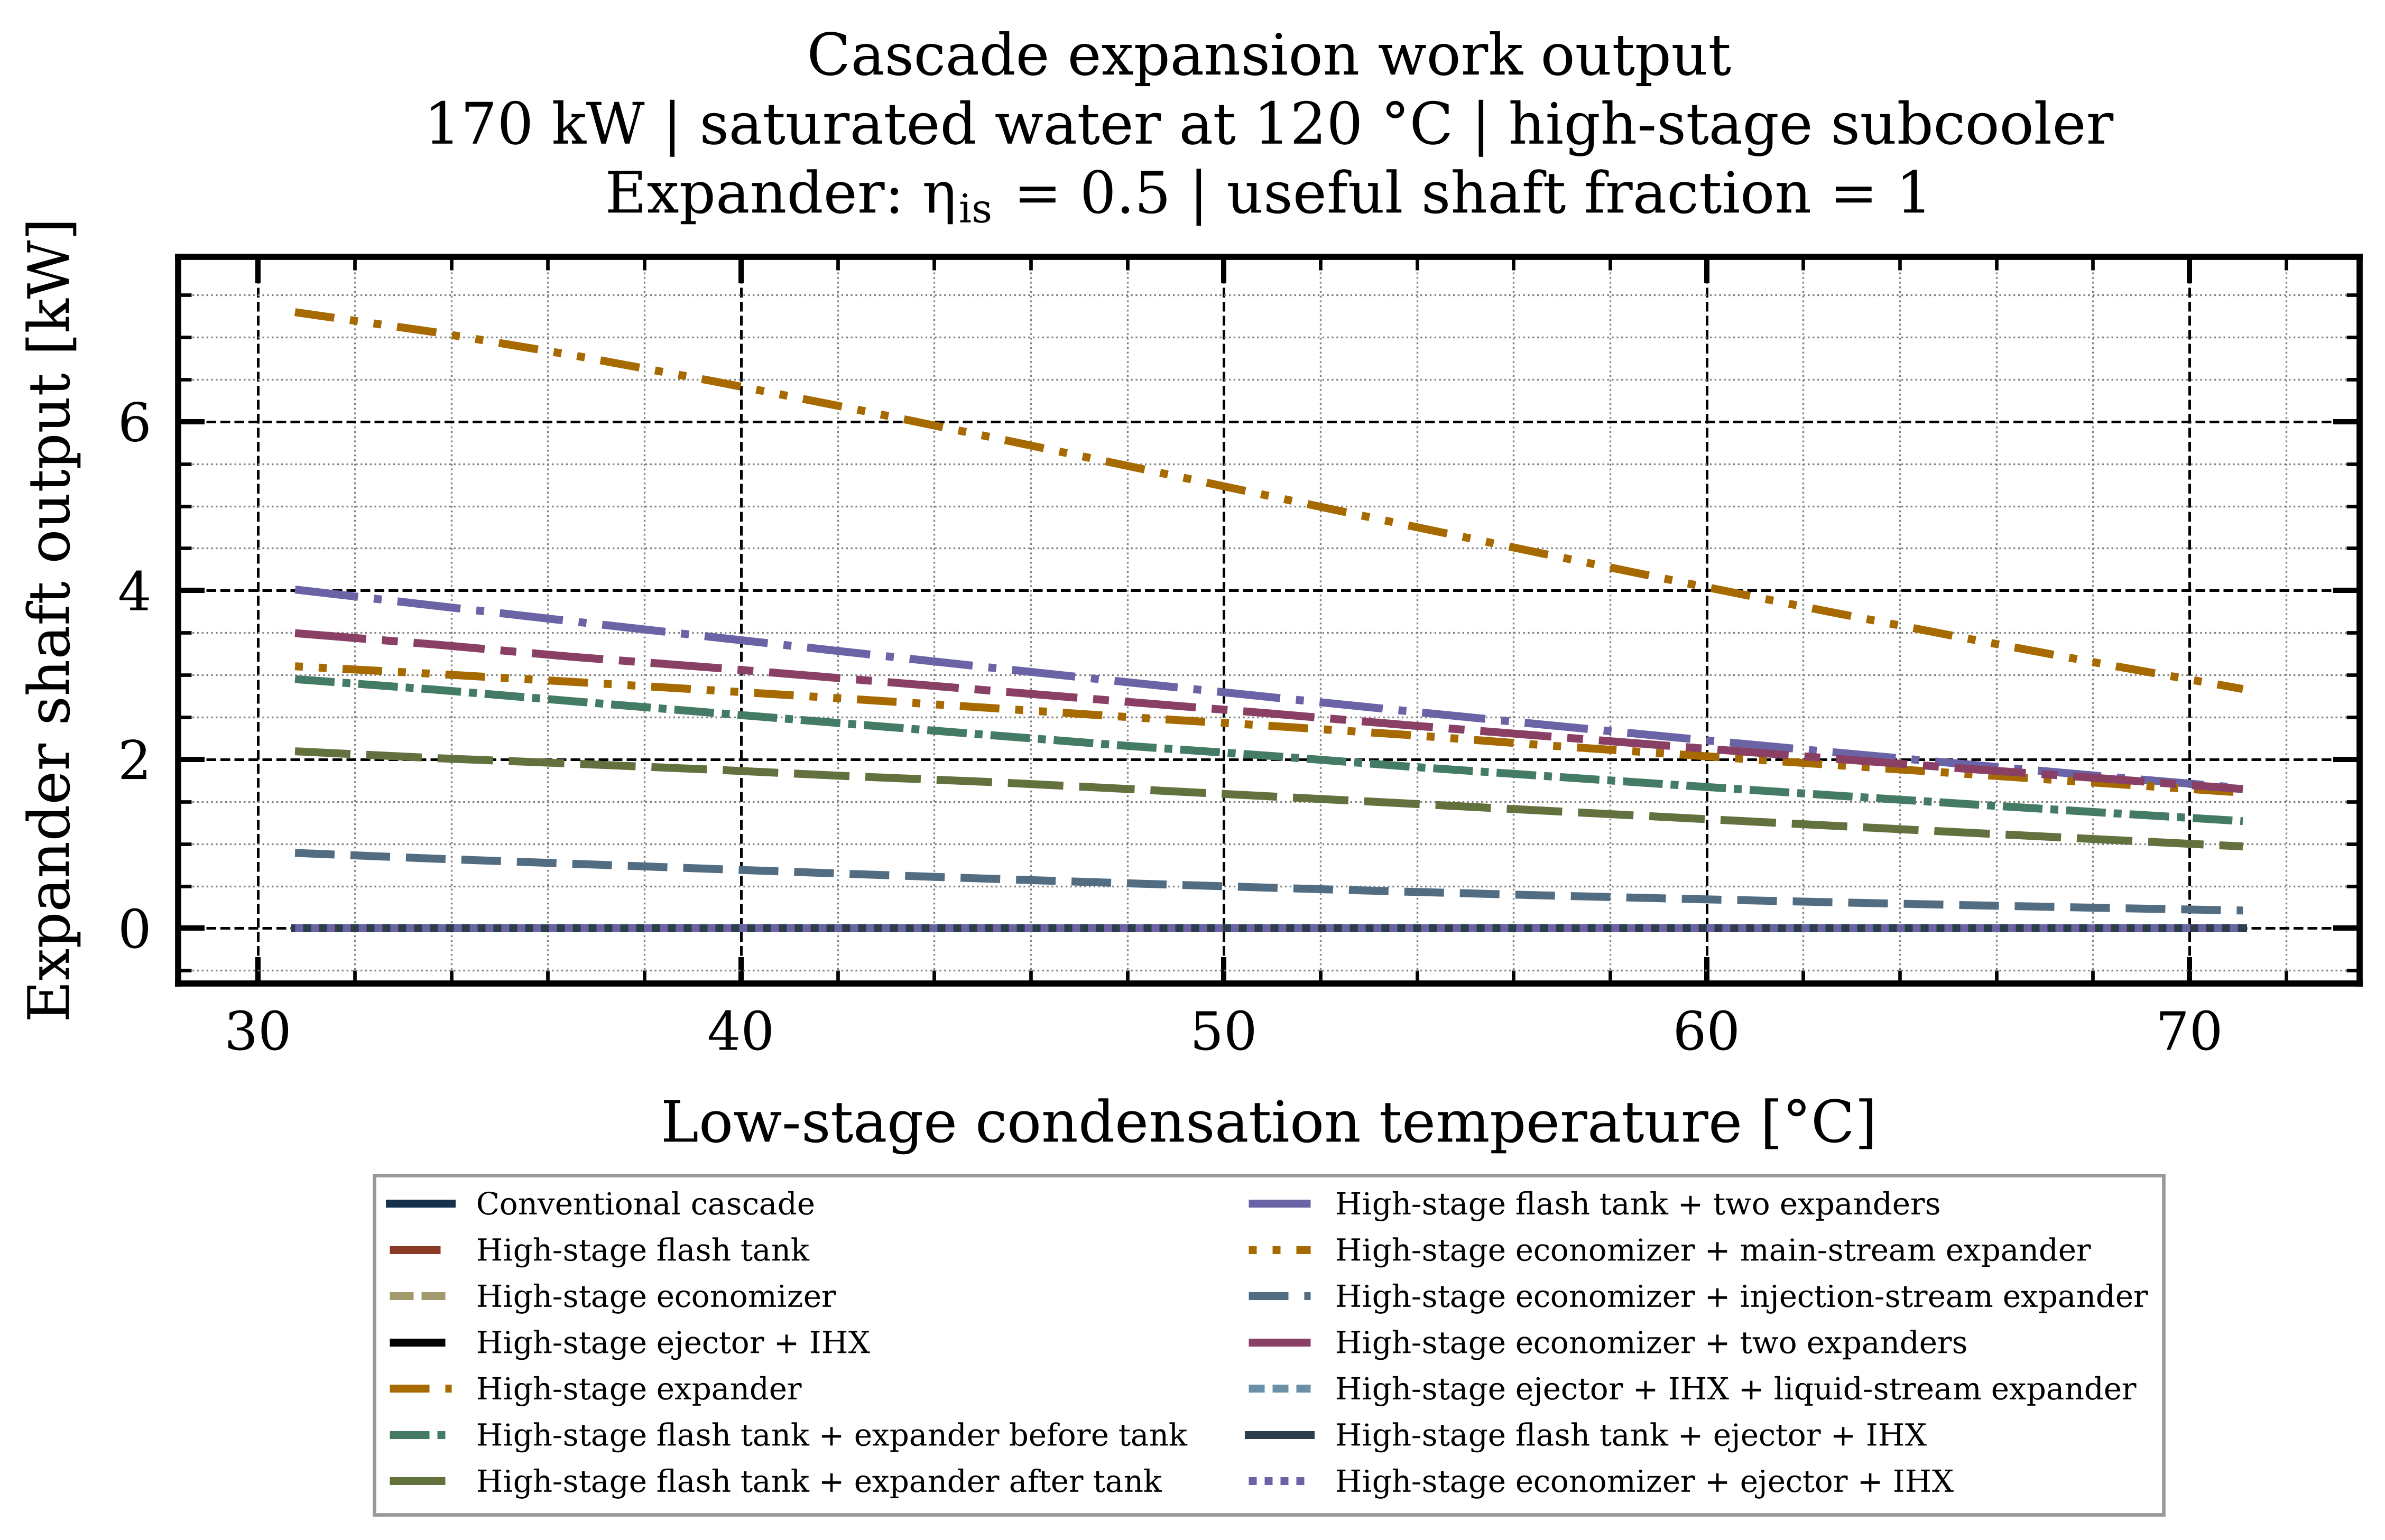 Cascade expansion work output
170 kW | saturated water at 120 °C | high-stage subcooler
Expander: ηis = 0.5 | useful shaft fraction = 1
Expander shaft output [kW]
6
4
2
0
30 40 50 60 70
Low-stage condensation temperature [°C]
Conventional cascade
High-stage flash tank
High-stage economizer
High-stage ejector + IHX
High-stage expander
High-stage flash tank + expander before tank
High-stage flash tank + expander after tank
High-stage flash tank + two expanders
High-stage economizer + main-stream expander
High-stage economizer + injection-stream expander
High-stage economizer + two expanders
High-stage ejector + IHX + liquid-stream expander
High-stage flash tank + ejector + IHX
High-stage economizer + ejector + IHX